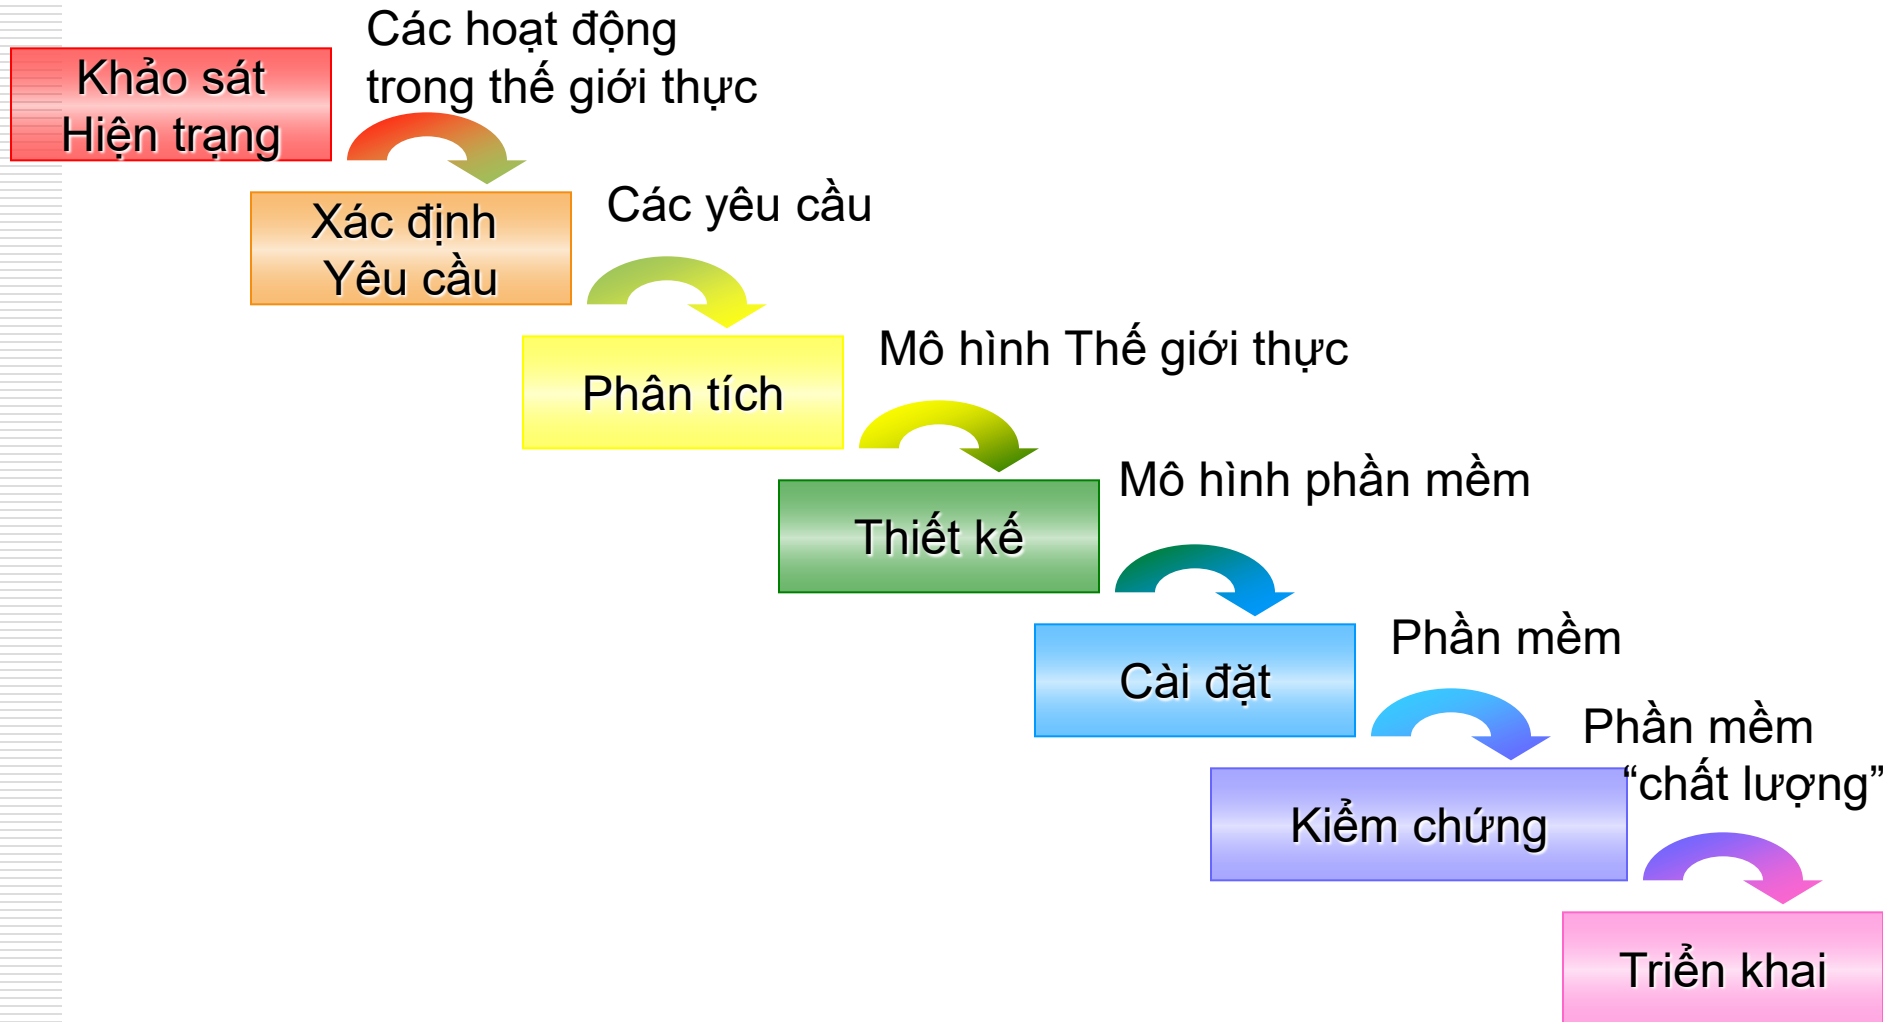 Các hoạt động
trong thế giới thực
Khảo sát
Hiện trạng
Các yêu cầu
Xác định
Yêu cầu
Mô hình Thế giới thực
Phân tích
Mô hình phần mềm
Thiết kế
Phần mềm
Cài đặt
Phần mềm
“chất lượng”
Kiểm chứng
Triển khai